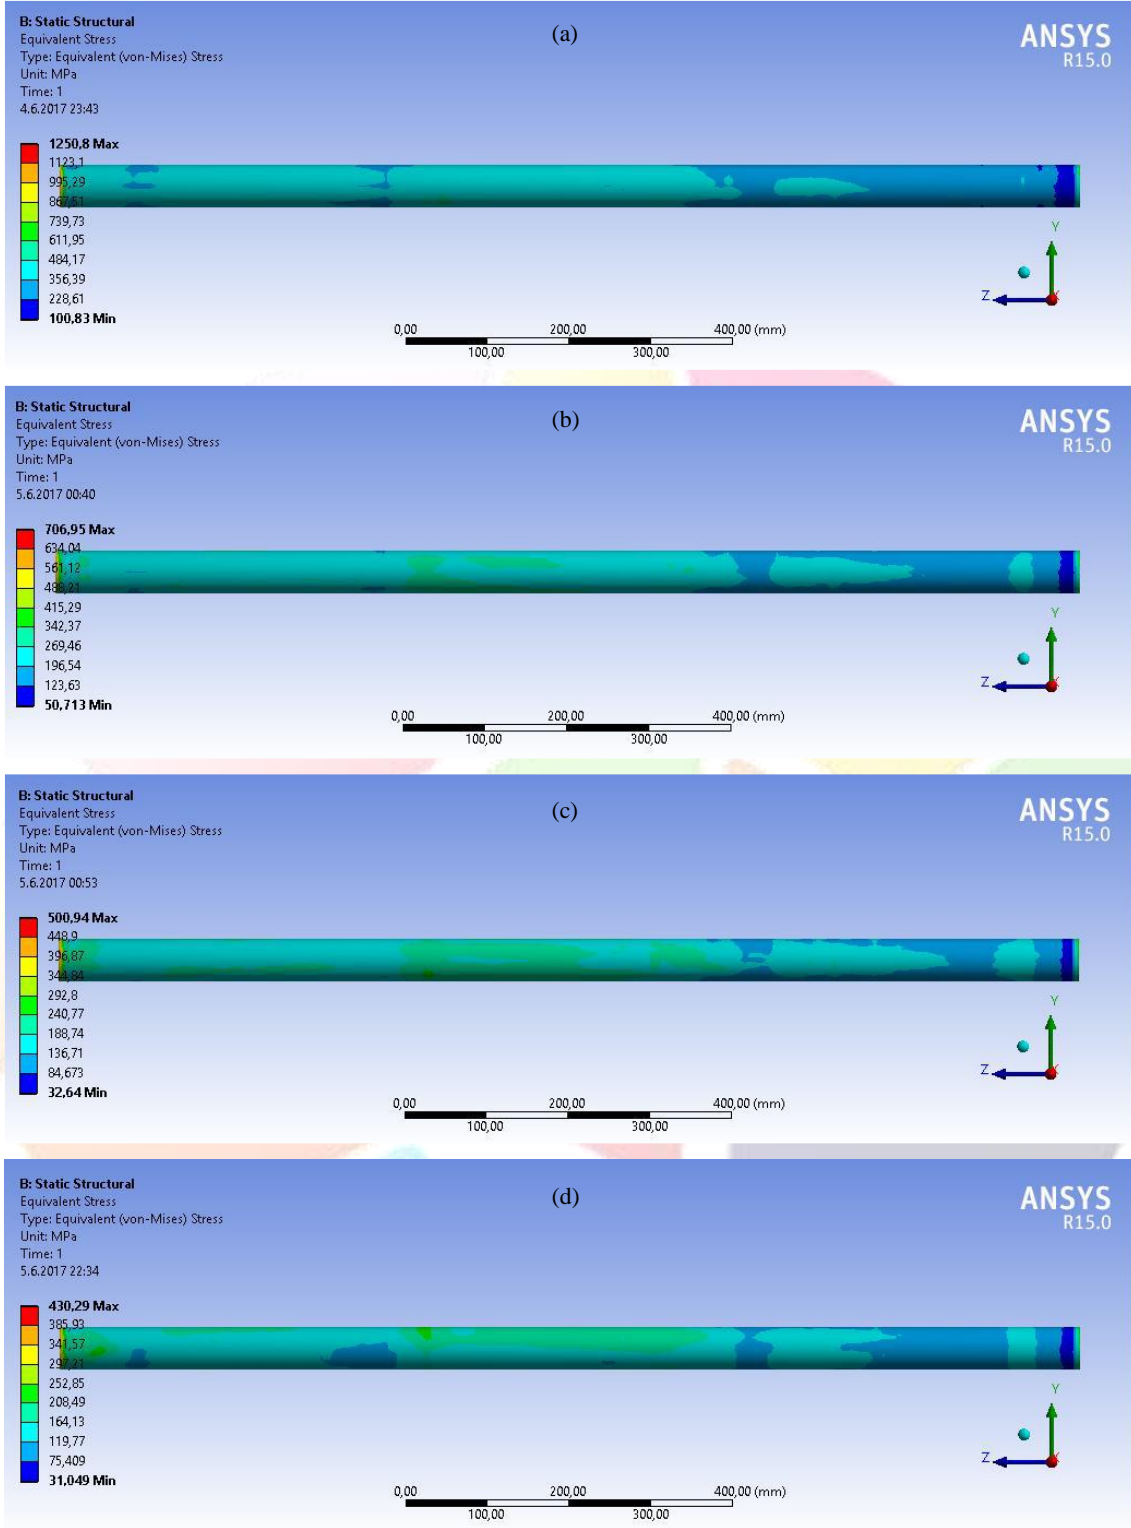 B: Static Structural
Equivalent Stress
Type: Equivalent (von-Mises) Stress
Unit: MPa
Time: 1
4.6.2017 23:43
(a)
ANSYS
R15.0
1250,8 Max
1123,1
995,29
867,51
739,73
611,95
484,17
356,39
228,61
100,83 Min
Y
Z
X
0,00 200,00 400,00 (mm)
100,00 300,00
B: Static Structural
Equivalent Stress
Type: Equivalent (von-Mises) Stress
Unit: MPa
Time: 1
5.6.2017 00:40
(b)
ANSYS
R15.0
706,95 Max
634,04
561,12
488,21
415,29
342,37
269,46
196,54
123,63
50,713 Min
Y
Z
X
0,00 200,00 400,00 (mm)
100,00 300,00
B: Static Structural
Equivalent Stress
Type: Equivalent (von-Mises) Stress
Unit: MPa
Time: 1
5.6.2017 00:53
(c)
ANSYS
R15.0
500,94 Max
448,9
396,87
344,84
292,8
240,77
188,74
136,71
84,673
32,64 Min
Y
Z
X
0,00 200,00 400,00 (mm)
100,00 300,00
B: Static Structural
Equivalent Stress
Type: Equivalent (von-Mises) Stress
Unit: MPa
Time: 1
5.6.2017 22:34
(d)
ANSYS
R15.0
430,29 Max
385,93
341,57
297,21
252,85
208,49
164,13
119,77
75,409
31,049 Min
Y
Z
X
0,00 200,00 400,00 (mm)
100,00 300,00